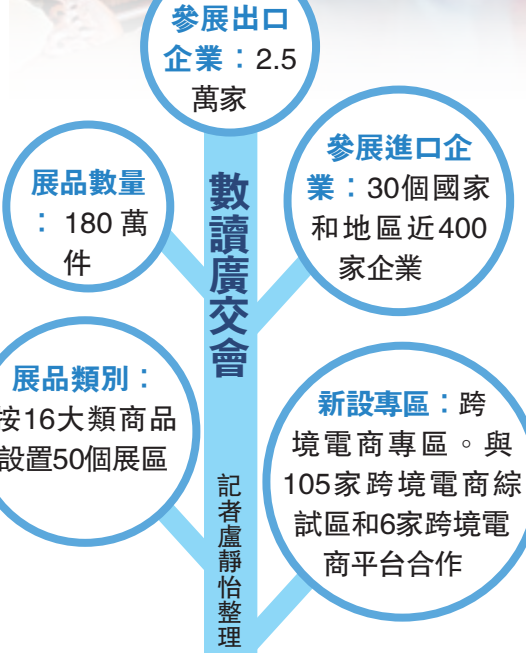 參展出口
企業：2.5
萬家
展品數量
：180萬
件
參展進口企
業：30個國家
和地區近400
家企業
數讀廣交會
展品類別：
按16大類商品
設置50個展區
新設專區：跨
境電商專區。與
105家跨境電商綜
試區和6家跨境電
商平台合作
記者盧靜怡整理